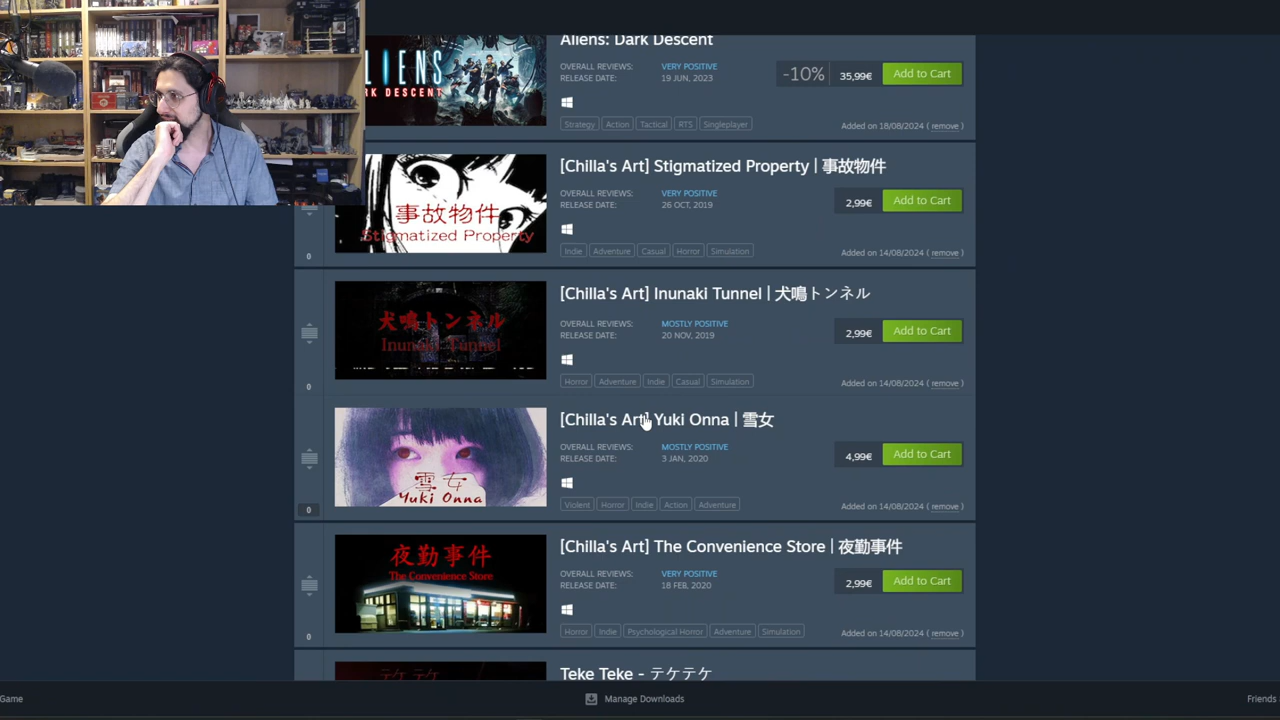 Aliens: Dark Descent
LIENS
RK DESCENT
OVERALL REVIEWS: VERY POSITIVE
RELEASE DATE: 19 JUN, 2023
-10% 35,99€ Add to Cart
Strategy Action Tactical RTS Singleplayer
Added on 18/08/2024 ( remove )
[Chilla's Art] Stigmatized Property | 事故物件
事故物件
Stigmatized Property
OVERALL REVIEWS: VERY POSITIVE
RELEASE DATE: 26 OCT, 2019
2,99€ Add to Cart
Indie Adventure Casual Horror Simulation
Added on 14/08/2024 ( remove )
0
[Chilla's Art] Inunaki Tunnel | 犬鳴トンネル
犬鳴トンネル
Inunaki Tunnel
OVERALL REVIEWS: MOSTLY POSITIVE
RELEASE DATE: 20 NOV, 2019
2,99€ Add to Cart
Horror Adventure Indie Casual Simulation
Added on 14/08/2024 ( remove )
0
[Chilla's Art] Yuki Onna | 雪女
雪女
Yuki Onna
OVERALL REVIEWS: MOSTLY POSITIVE
RELEASE DATE: 3 JAN, 2020
4,99€ Add to Cart
Violent Horror Indie Action Adventure
Added on 14/08/2024 ( remove )
0
[Chilla's Art] The Convenience Store | 夜勤事件
夜勤事件
The Convenience Store
OVERALL REVIEWS: VERY POSITIVE
RELEASE DATE: 18 FEB, 2020
2,99€ Add to Cart
Horror Indie Psychological Horror Adventure Simulation
Added on 14/08/2024 ( remove )
0
Teke Teke - テケテケ
テケテケ
Game
Manage Downloads
Friends